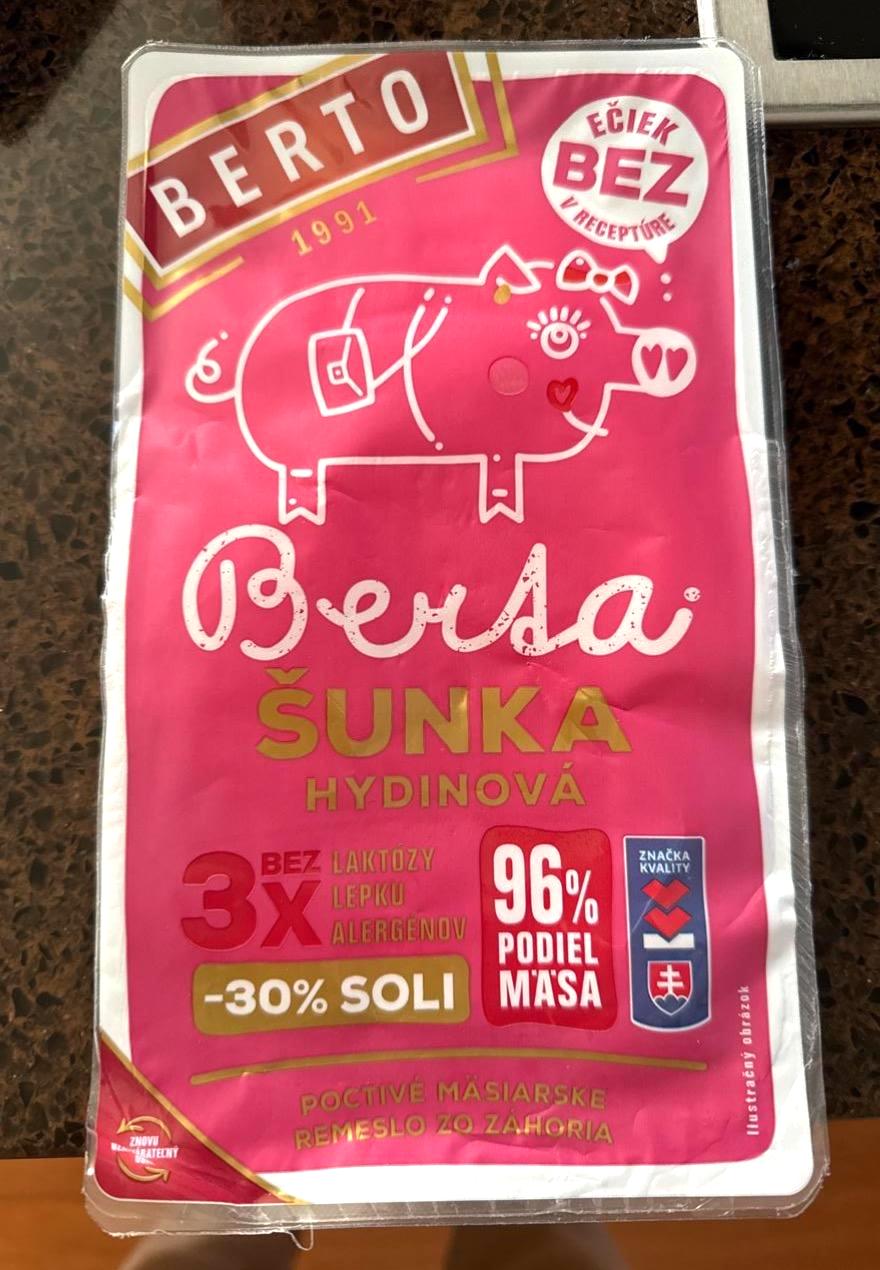 BERTO
1991
EČIEK
BEZ
V RECEPTÚRE
Berta
ŠUNKA
HYDINOVÁ
3X
BEZ
LAKTÓZY
LEPKU
ALERGÉNOV
-30% SOLI
96%
PODIEL
MÄSA
ZNAČKA
KVALITY
Ilustračný obrázok
POCTIVÉ MÄSIARSKE
REMESLO ZO ZÁHORIA
ZNOVU